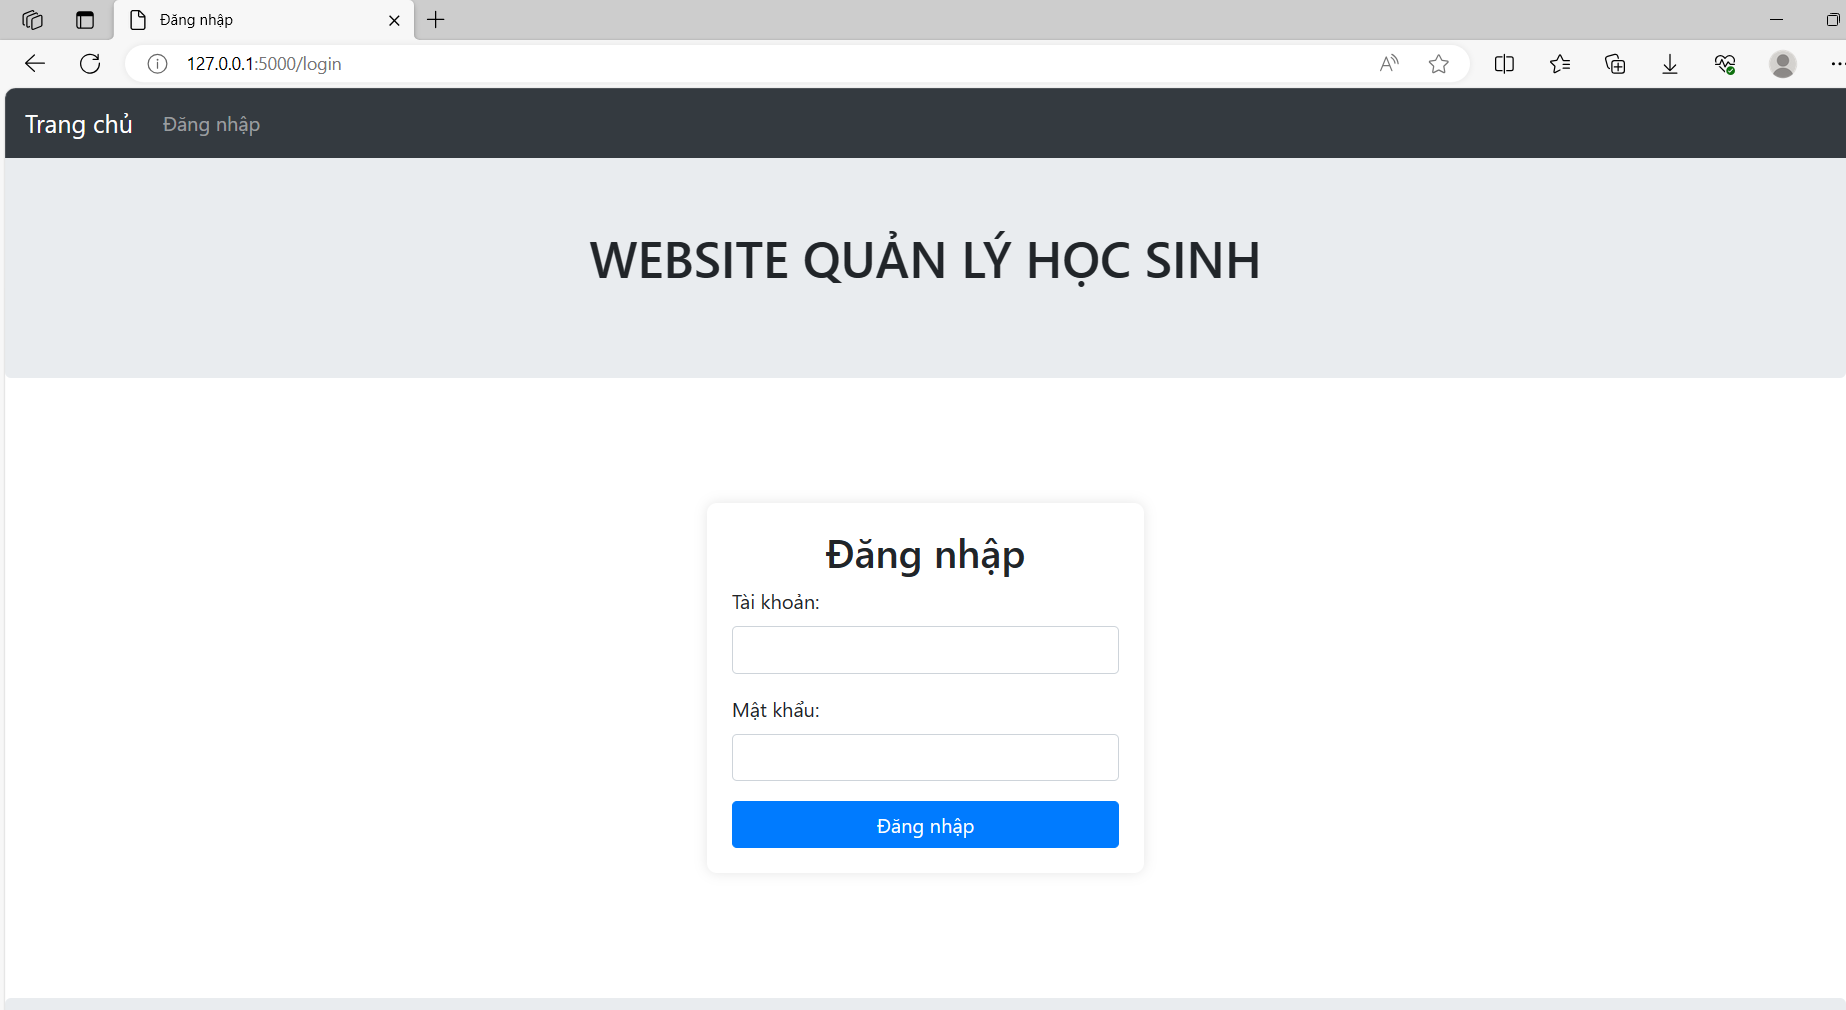 Đăng nhập
127.0.0.1:5000/login
Trang chủ Đăng nhập
WEBSITE QUẢN LÝ HỌC SINH
Đăng nhập
Tài khoản:
Mật khẩu:
Đăng nhập